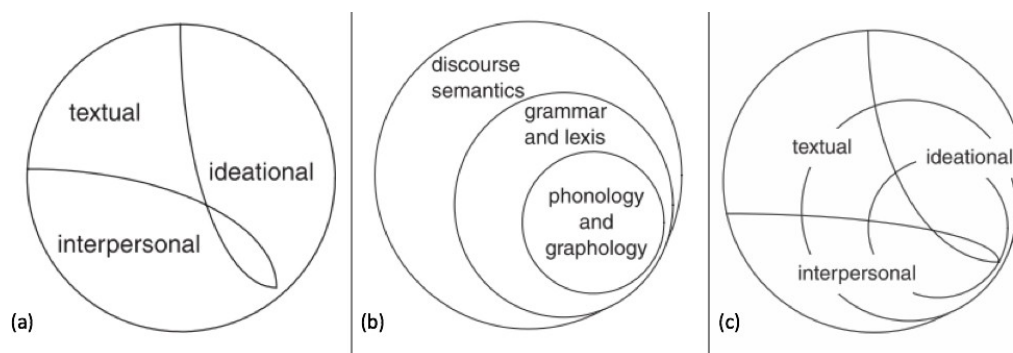 textual
ideational
interpersonal
(a)
discourse
semantics
grammar
and lexis
phonology
and
graphology
(b)
textual
ideational
interpersonal
(c)